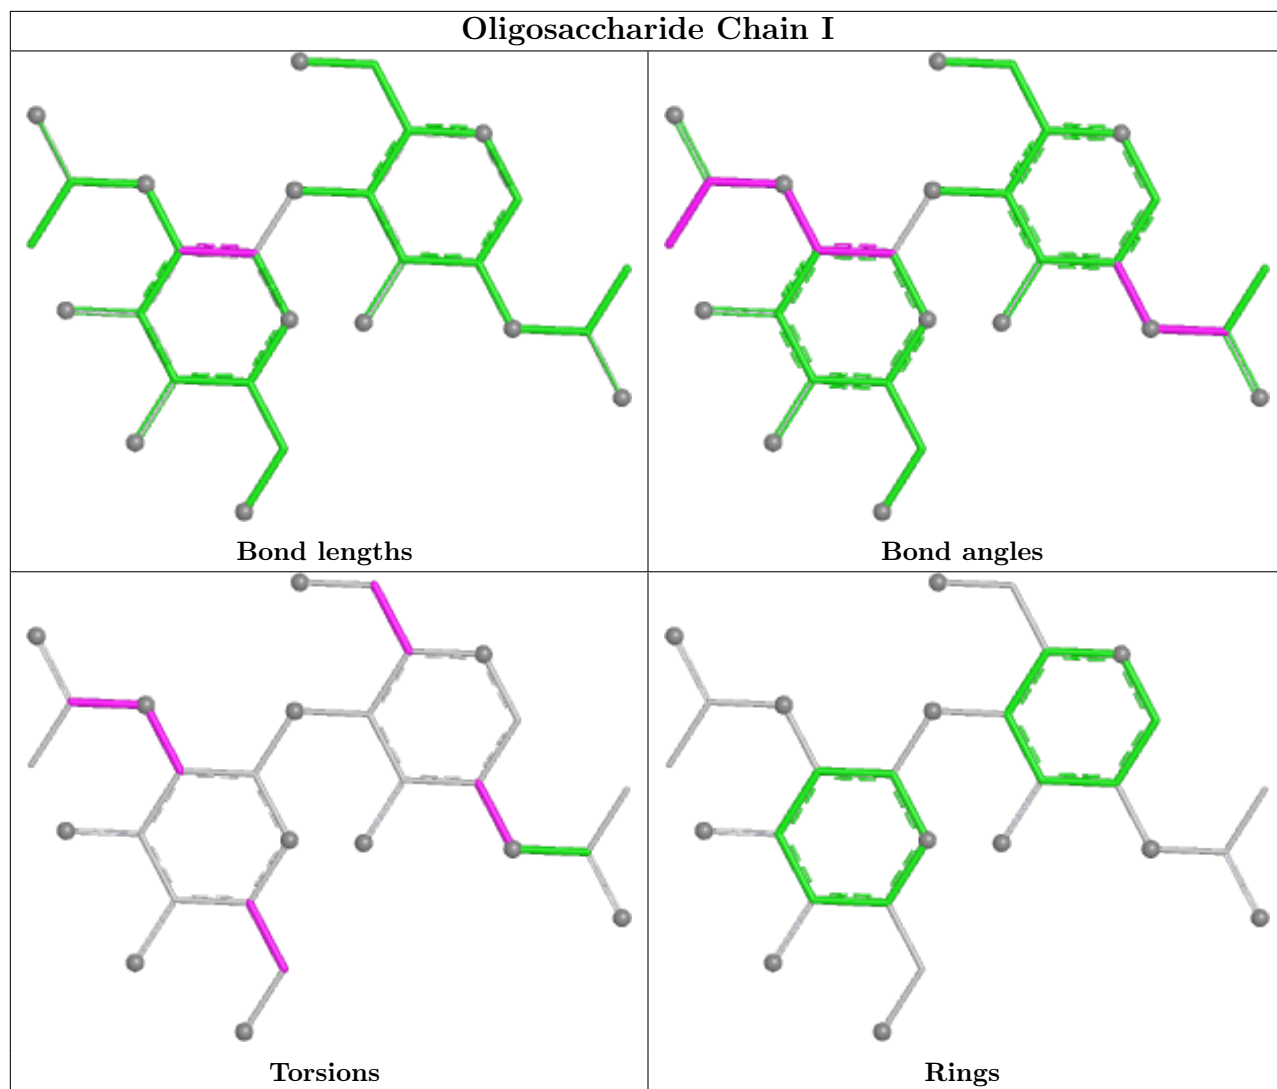 Oligosaccharide Chain I
Bond lengths
Bond angles
Torsions
Rings